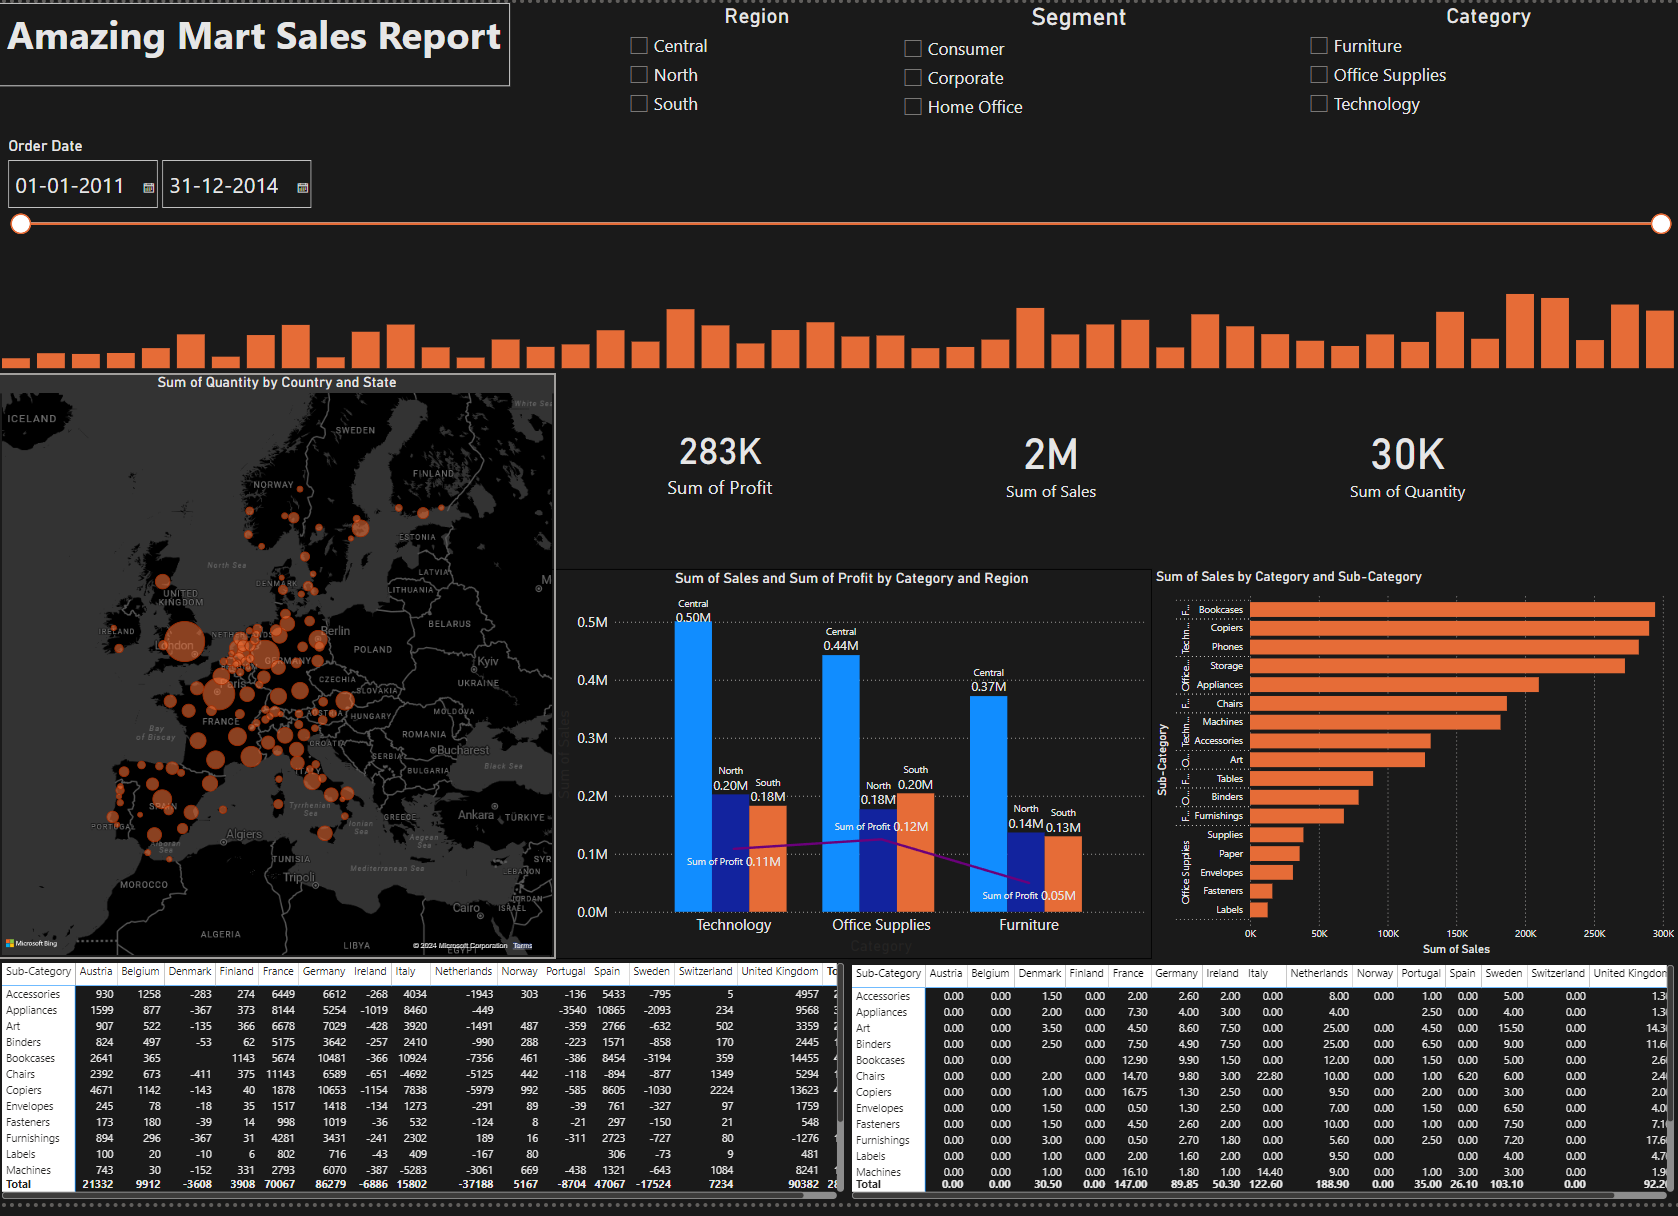 Amazing Mart Sales Report
Region
Central
North
South
Segment
Consumer
Corporate
Home Office
Category
Furniture
Office Supplies
Technology
Order Date
01-01-2011 31-12-2014
Sum of Quantity by Country and State
ICELAND
SWEDEN
FINLAND
NORWAY
ESTONIA
North Sea
LATVIA
LITHUANIA
UNITED
KINGDOM
BELARUS
London
Berlin
POLAND
GERMANY
Kyiv
UKRAINE
CZECHIA
SLOVAKIA
Paris
FRANCE
HUNGARY
MOLDOVA
Bay
of Biscay
CROATIA
ROMANIA
Bucharest
SERBIA
BULGARIA
Black Sea
ITALY
SPAIN
PORTUGAL
Tyrrhenian
Sea
GREECE
Ankara
TÜRKIYE
Ionian
Sea
Aegean
Sea
Algiers
TUNISIA
Mediterranean Sea
SYR
LEBANON
Tripoli
MOROCCO
JORDAN
ISRAEL
Cairo
ALGERIA
LIBYA
EGYPT
Microsoft Bing
© 2024 Microsoft Corporation Terms
283K
Sum of Profit
2M
Sum of Sales
30K
Sum of Quantity
Sum of Sales and Sum of Profit by Category and Region
Sum of Sales
0.5M
0.4M
0.3M
0.2M
0.1M
0.0M
Central
0.50M
North
0.20M
South
0.18M
Sum of Profit 0.11M
Central
0.44M
North
0.18M
South
0.20M
Sum of Profit 0.12M
Central
0.37M
North
0.14M
South
0.13M
Sum of Profit 0.05M
Technology Office Supplies Furniture
Category
Sum of Sales by Category and Sub-Category
Sub-Category
F... Bookcases
Techn... Copiers
Phones
Office... Storage
Appliances
F... Chairs
Techn... Machines
Accessories
O... Art
F... Tables
O... Binders
F... Furnishings
Office Supplies Supplies
Paper
Envelopes
Fasteners
Labels
0K 50K 100K 150K 200K 250K 300K
Sum of Sales
Sub-Category Austria Belgium Denmark Finland France Germany Ireland Italy Netherlands Norway Portugal Spain Sweden Switzerland United Kingdom To
Accessories 930 1258 -283 274 6449 6612 -268 4034 -1943 303 -136 5433 -795 5 4957
Appliances 1599 877 -367 373 8144 5254 -1019 8460 -449 -3540 10865 -2093 234 9568
Art 907 522 -135 366 6678 7029 -428 3920 -1491 487 -359 2766 -632 502 3359
Binders 824 497 -53 62 5175 3642 -257 2410 -990 288 -223 1571 -858 170 2445
Bookcases 2641 365 1143 5674 10481 -366 10924 -7356 461 -386 8454 -3194 359 14455
Chairs 2392 673 -411 375 11143 6589 -651 -4692 -5125 442 -118 -894 -877 1349 5294
Copiers 4671 1142 -143 40 1878 10653 -1154 7838 -5979 992 -585 8605 -1030 2224 13623
Envelopes 245 78 -18 35 1517 1418 -134 1273 -291 89 -39 761 -327 97 1759
Fasteners 173 180 -39 14 998 1019 -36 532 -124 8 -21 297 -150 21 548
Furnishings 894 296 -367 31 4281 3431 -241 2302 189 16 -311 2723 -727 80 -1276
Labels 100 20 -10 6 802 716 -43 409 -167 80 306 -73 9 481
Machines 743 30 -152 331 2793 6070 -387 -5283 -3061 669 -438 1321 -643 1084 8241
Total 21332 9912 -3608 3908 70067 86279 -6886 15802 -37188 5167 -8704 47067 -17524 7234 90382 28
Sub-Category Austria Belgium Denmark Finland France Germany Ireland Italy Netherlands Norway Portugal Spain Sweden Switzerland United Kingdom
Accessories 0.00 0.00 1.50 0.00 2.00 2.60 2.00 0.00 8.00 0.00 1.00 0.00 5.00 0.00 1.3
Appliances 0.00 0.00 2.00 0.00 7.30 4.00 3.00 0.00 4.00 2.50 0.00 4.00 0.00 1.3
Art 0.00 0.00 3.50 0.00 4.50 8.60 7.50 0.00 25.00 0.00 4.50 0.00 15.50 0.00 14.3
Binders 0.00 0.00 2.50 0.00 7.50 4.90 7.50 0.00 25.00 0.00 6.50 0.00 9.00 0.00 11.6
Bookcases 0.00 0.00 0.00 12.90 9.90 1.50 0.00 12.00 0.00 1.50 0.00 5.00 0.00 2.6
Chairs 0.00 0.00 2.00 0.00 14.70 9.80 3.00 22.80 10.00 0.00 1.00 6.20 6.00 0.00 2.4
Copiers 0.00 0.00 1.00 0.00 16.75 1.30 2.50 0.00 9.50 0.00 2.00 0.00 3.00 0.00 2.0
Envelopes 0.00 0.00 1.50 0.00 0.50 1.30 2.50 0.00 7.00 0.00 1.50 0.00 6.50 0.00 4.0
Fasteners 0.00 0.00 1.50 0.00 4.50 2.60 2.00 0.00 10.00 0.00 1.00 0.00 7.50 0.00 7.1
Furnishings 0.00 0.00 3.00 0.00 0.50 2.70 1.80 0.00 5.60 0.00 2.50 0.00 7.20 0.00 17.6
Labels 0.00 0.00 1.00 0.00 2.00 1.60 2.00 0.00 9.50 0.00 0.00 4.00 0.00 4.7
Machines 0.00 0.00 1.00 0.00 16.10 1.80 1.00 14.40 9.00 0.00 1.00 3.00 3.00 0.00 1.9
Total 0.00 0.00 30.50 0.00 147.00 89.85 50.30 122.60 188.90 0.00 35.00 26.10 103.10 0.00 92.2